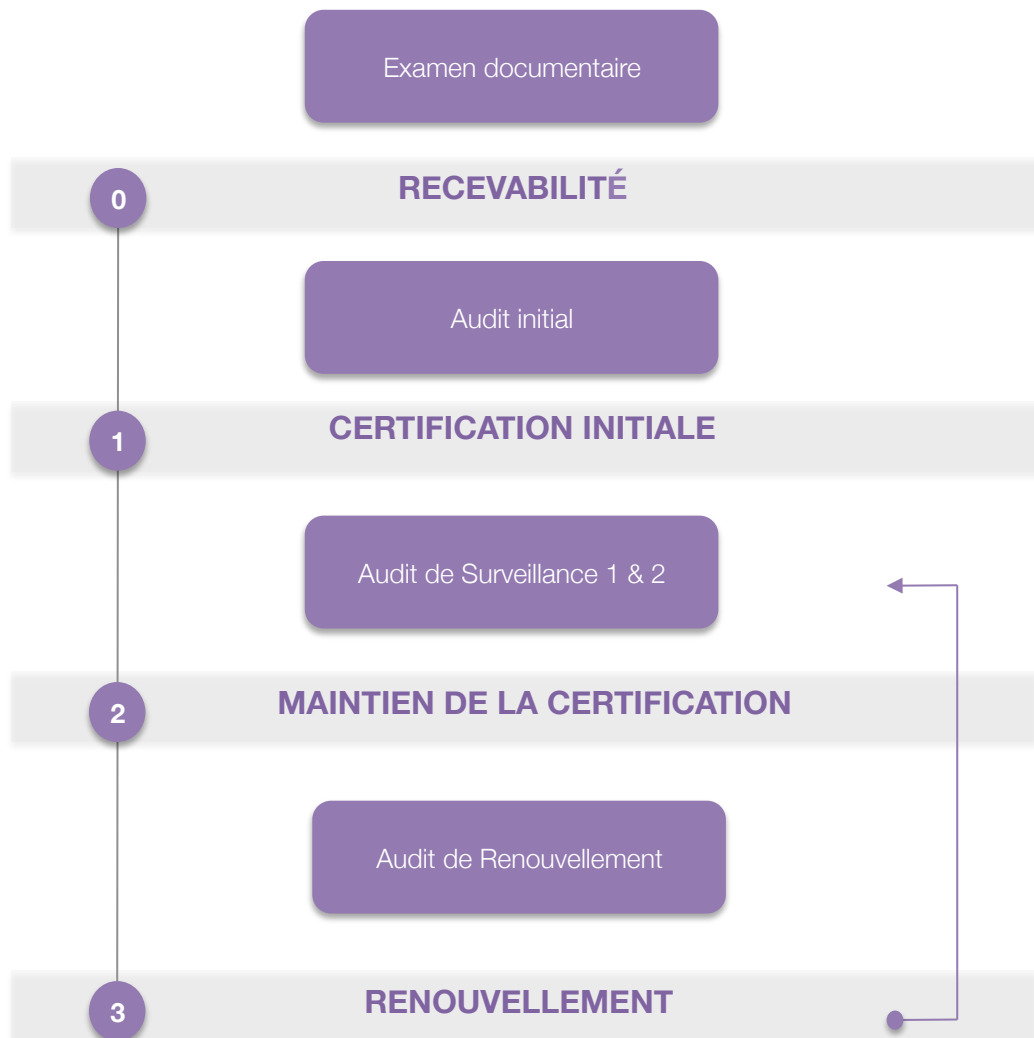 Examen documentaire
0
RECEVABILITÉ
Audit initial
1
CERTIFICATION INITIALE
Audit de Surveillance 1 & 2
2
MAINTIEN DE LA CERTIFICATION
Audit de Renouvellement
3
RENOUVELLEMENT